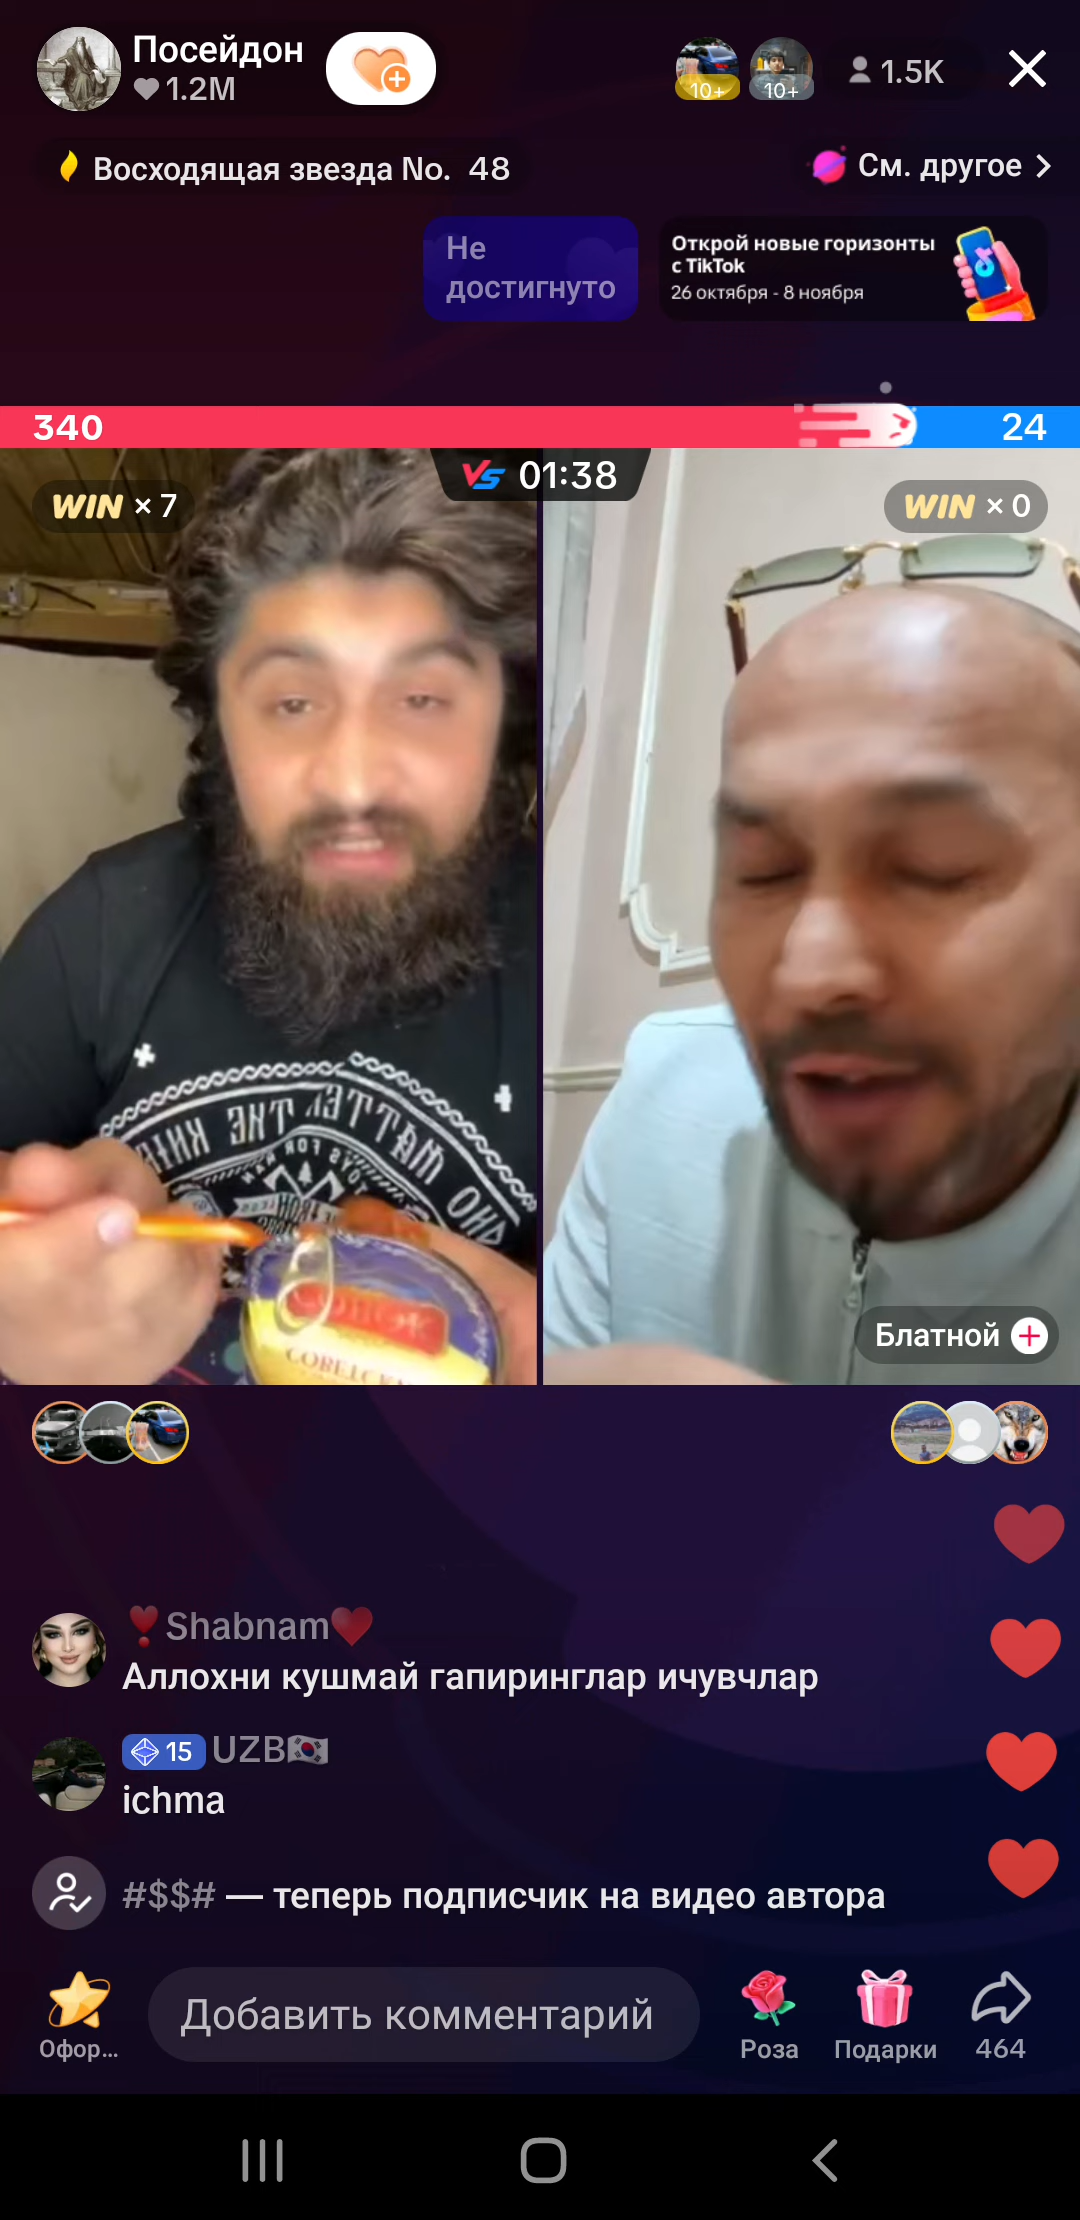 Посейдон
1.2M
10+
10+
1.5K
Восходящая звезда No. 48
См. другое
Не
достигнуто
Открой новые горизонты
с TikTok
26 октября - 8 ноября
340
24
VS 01:38
WIN × 7
WIN × 0
СОВЕТСК
Блатной
Shabnam
Аллохни кушмай гапиринглар ичувчлар
15 UZB
ichma
#$$# — теперь подписчик на видео автора
Офор...
Добавить комментарий
Роза
Подарки
464